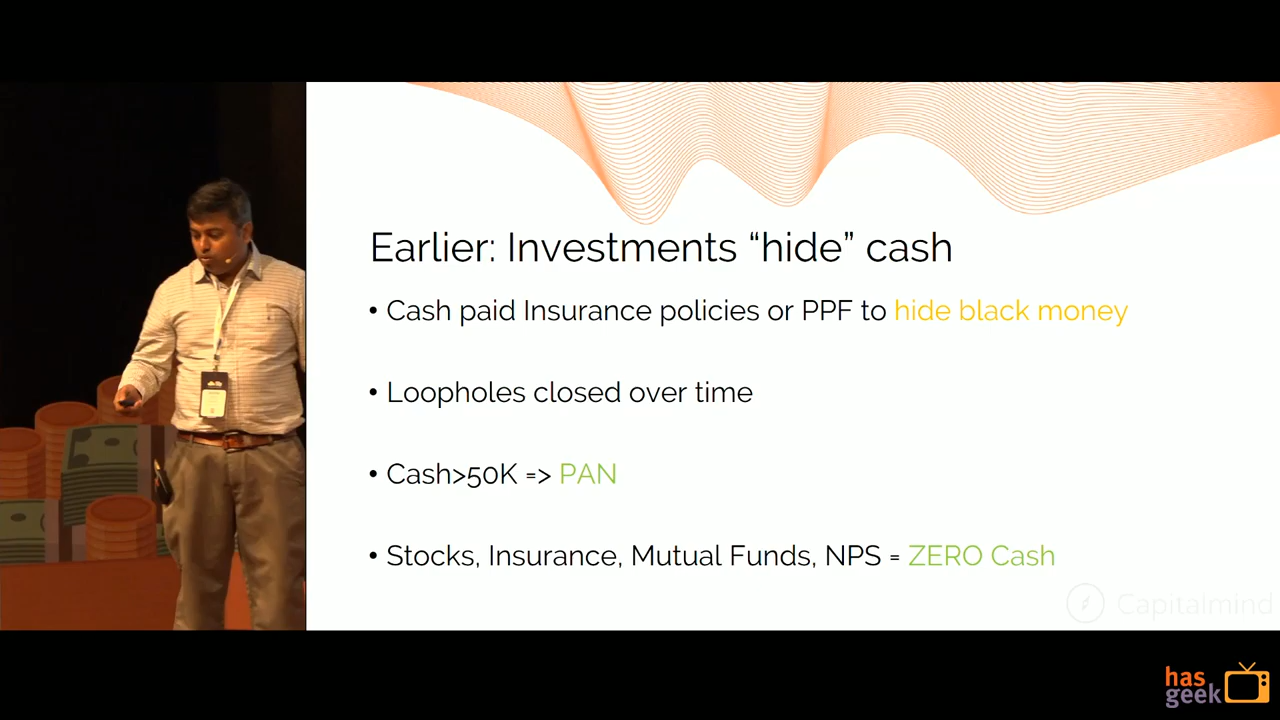 Earlier: Investments “hide” cash
• Cash paid Insurance policies or PPF to hide black money
• Loopholes closed over time
• Cash>50K => PAN
• Stocks, Insurance, Mutual Funds, NPS = ZERO Cash
Capitalmind
has
geek